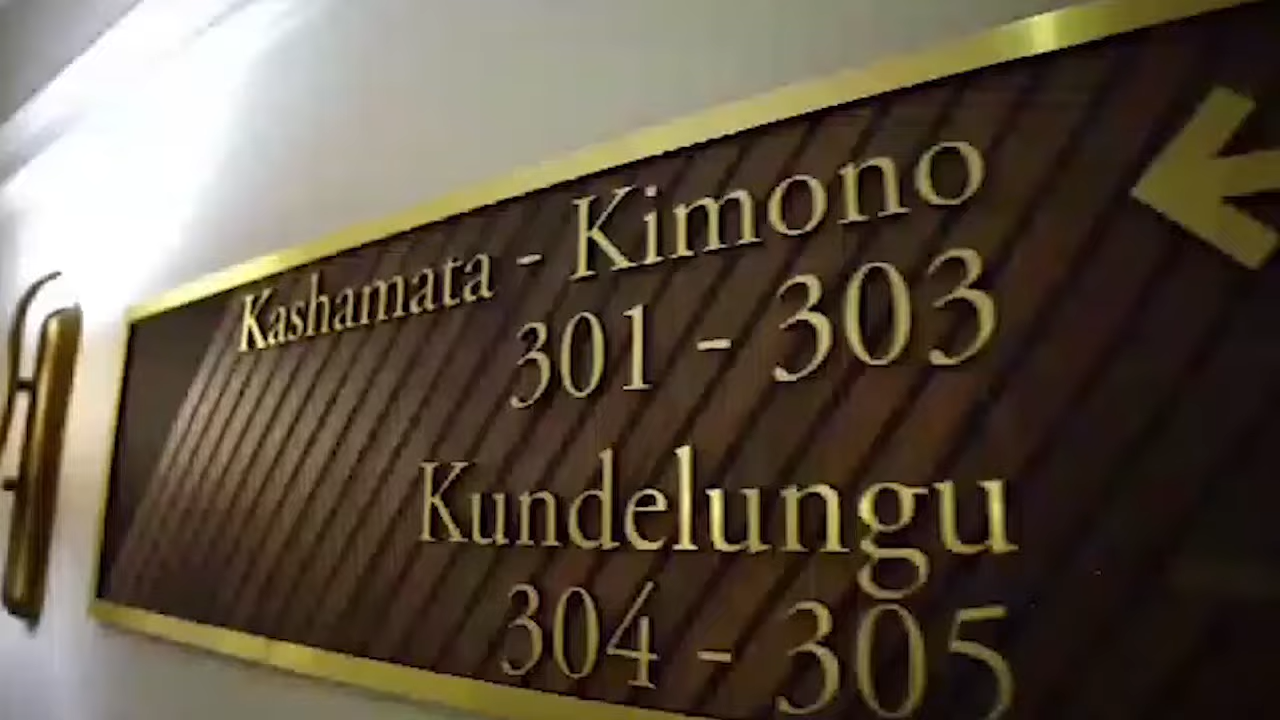 Kashamata - Kimono
301 - 303
Kundelungu
304 - 305